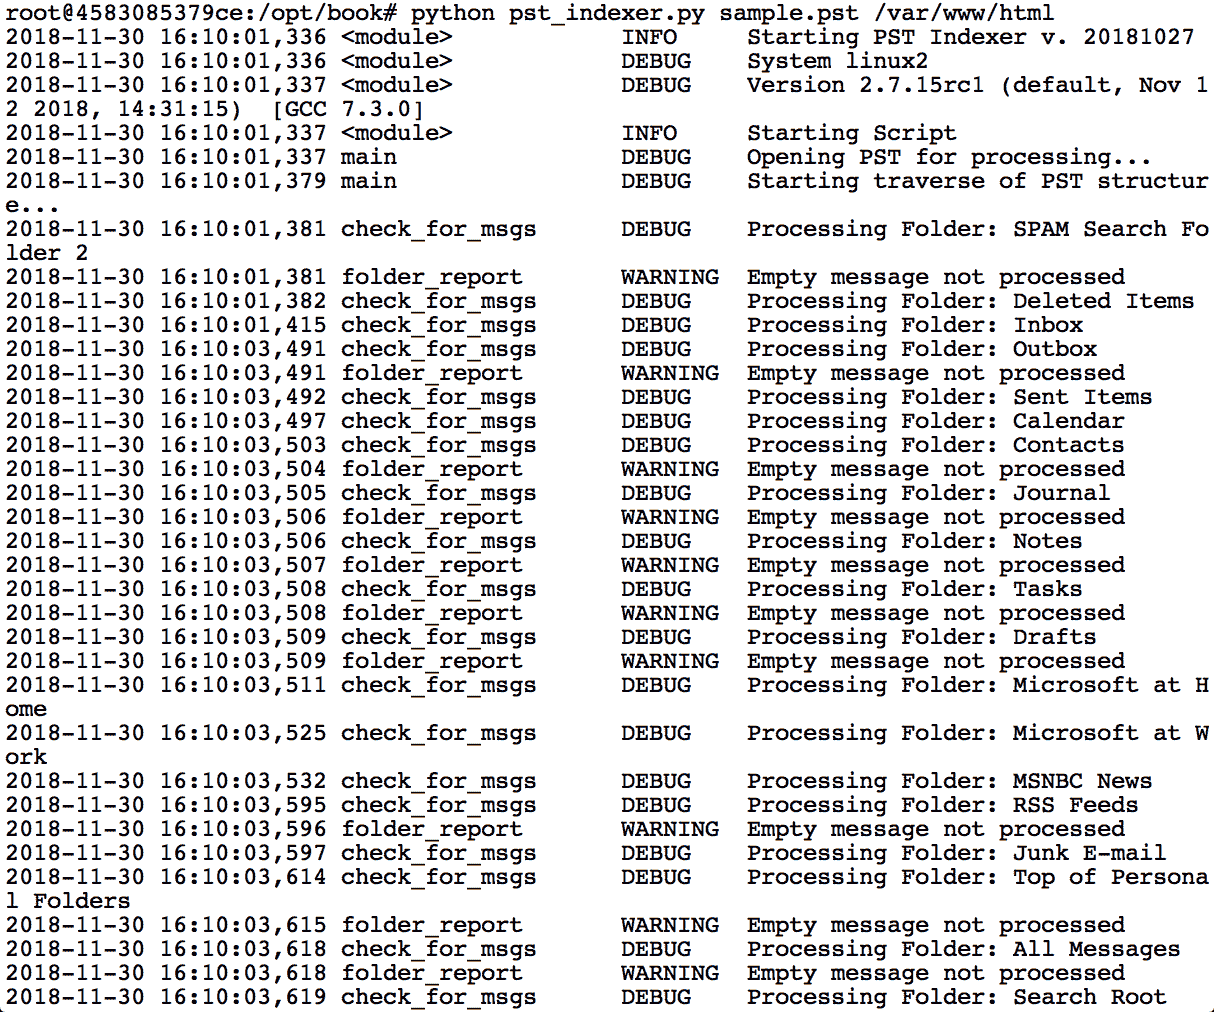 root@4583085379ce:/opt/book# python pst_indexer.py sample.pst /var/www/html
2018-11-30 16:10:01,336 <module>            INFO     Starting PST Indexer v. 20181027
2018-11-30 16:10:01,336 <module>            DEBUG    System linux2
2018-11-30 16:10:01,337 <module>            DEBUG    Version 2.7.15rc1 (default, Nov 1
2 2018, 14:31:15)  [GCC 7.3.0]
2018-11-30 16:10:01,337 <module>            INFO     Starting Script
2018-11-30 16:10:01,337 main                DEBUG    Opening PST for processing...
2018-11-30 16:10:01,379 main                DEBUG    Starting traverse of PST structur
e...
2018-11-30 16:10:01,381 check_for_msgs      DEBUG    Processing Folder: SPAM Search Fo
lder 2
2018-11-30 16:10:01,381 folder_report       WARNING  Empty message not processed
2018-11-30 16:10:01,382 check_for_msgs      DEBUG    Processing Folder: Deleted Items
2018-11-30 16:10:01,415 check_for_msgs      DEBUG    Processing Folder: Inbox
2018-11-30 16:10:03,491 check_for_msgs      DEBUG    Processing Folder: Outbox
2018-11-30 16:10:03,491 folder_report       WARNING  Empty message not processed
2018-11-30 16:10:03,492 check_for_msgs      DEBUG    Processing Folder: Sent Items
2018-11-30 16:10:03,497 check_for_msgs      DEBUG    Processing Folder: Calendar
2018-11-30 16:10:03,503 check_for_msgs      DEBUG    Processing Folder: Contacts
2018-11-30 16:10:03,504 folder_report       WARNING  Empty message not processed
2018-11-30 16:10:03,505 check_for_msgs      DEBUG    Processing Folder: Journal
2018-11-30 16:10:03,506 folder_report       WARNING  Empty message not processed
2018-11-30 16:10:03,506 check_for_msgs      DEBUG    Processing Folder: Notes
2018-11-30 16:10:03,507 folder_report       WARNING  Empty message not processed
2018-11-30 16:10:03,508 check_for_msgs      DEBUG    Processing Folder: Tasks
2018-11-30 16:10:03,508 folder_report       WARNING  Empty message not processed
2018-11-30 16:10:03,509 check_for_msgs      DEBUG    Processing Folder: Drafts
2018-11-30 16:10:03,509 folder_report       WARNING  Empty message not processed
2018-11-30 16:10:03,511 check_for_msgs      DEBUG    Processing Folder: Microsoft at H
ome
2018-11-30 16:10:03,525 check_for_msgs      DEBUG    Processing Folder: Microsoft at W
ork
2018-11-30 16:10:03,532 check_for_msgs      DEBUG    Processing Folder: MSNBC News
2018-11-30 16:10:03,595 check_for_msgs      DEBUG    Processing Folder: RSS Feeds
2018-11-30 16:10:03,596 folder_report       WARNING  Empty message not processed
2018-11-30 16:10:03,597 check_for_msgs      DEBUG    Processing Folder: Junk E-mail
2018-11-30 16:10:03,614 check_for_msgs      DEBUG    Processing Folder: Top of Persona
l Folders
2018-11-30 16:10:03,615 folder_report       WARNING  Empty message not processed
2018-11-30 16:10:03,618 check_for_msgs      DEBUG    Processing Folder: All Messages
2018-11-30 16:10:03,618 folder_report       WARNING  Empty message not processed
2018-11-30 16:10:03,619 check_for_msgs      DEBUG    Processing Folder: Search Root